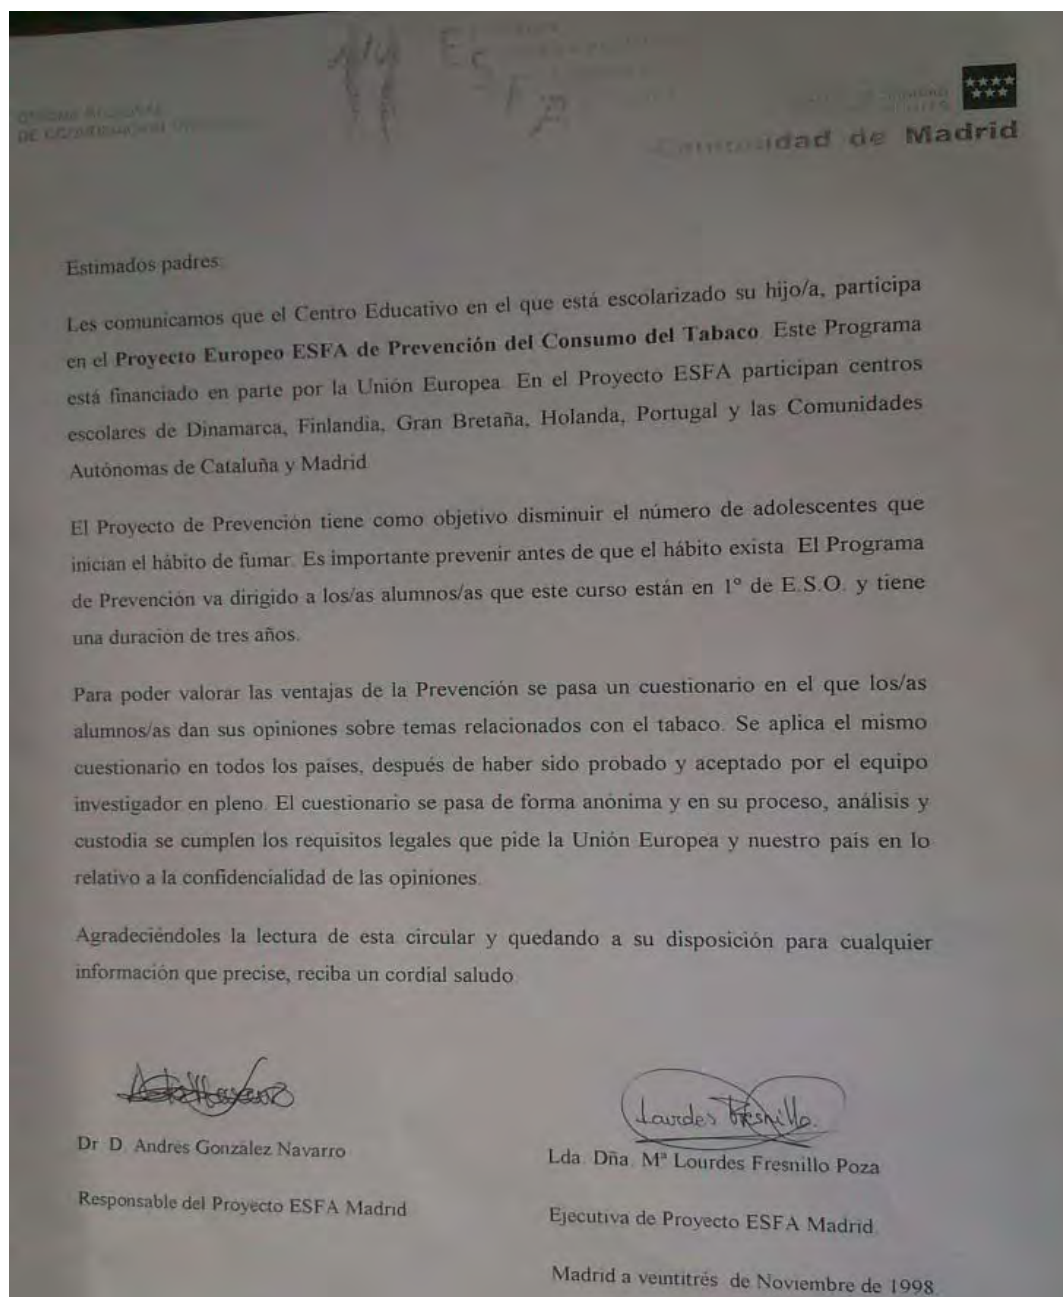 ESFA
OFICINA REGIONAL
DE COORDINACIÓN
Comunidad de Madrid
Estimados padres:
Les comunicamos que el Centro Educativo en el que está escolarizado su hijo/a, participa
en el Proyecto Europeo ESFA de Prevención del Consumo del Tabaco. Este Programa
está financiado en parte por la Unión Europea. En el Proyecto ESFA participan centros
escolares de Dinamarca, Finlandia, Gran Bretaña, Holanda, Portugal y las Comunidades
Autónomas de Cataluña y Madrid
El Proyecto de Prevención tiene como objetivo disminuir el número de adolescentes que
inician el hábito de fumar. Es importante prevenir antes de que el hábito exista. El Programa
de Prevención va dirigido a los/as alumnos/as que este curso están en 1º de E.S.O. y tiene
una duración de tres años.
Para poder valorar las ventajas de la Prevención se pasa un cuestionario en el que los/as
alumnos/as dan sus opiniones sobre temas relacionados con el tabaco. Se aplica el mismo
cuestionario en todos los países, después de haber sido probado y aceptado por el equipo
investigador en pleno. El cuestionario se pasa de forma anónima y en su proceso, análisis y
custodia se cumplen los requisitos legales que pide la Unión Europea y nuestro país en lo
relativo a la confidencialidad de las opiniones.
Agradeciéndoles la lectura de esta circular y quedando a su disposición para cualquier
información que precise, reciba un cordial saludo
Lourdes Fresnillo.
Dr. D. Andrés González Navarro
Lda. Dña. Mª Lourdes Fresnillo Poza
Responsable del Proyecto ESFA Madrid
Ejecutiva de Proyecto ESFA Madrid.
Madrid a veintitrés de Noviembre de 1998.